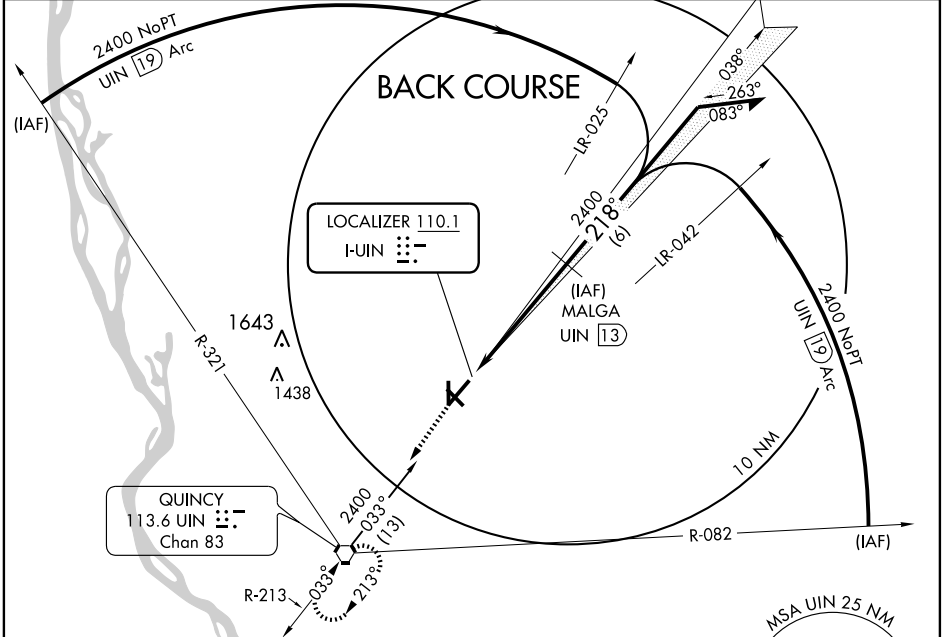 2400 NoPT
UIN 19 Arc
BACK COURSE
038°
263°
083°
(IAF)
LR-025
LOCALIZER 110.1
I-UIN
2400
218°
(6)
LR-042
(IAF)
MALGA
UIN 13
2400 NoPT
UIN 19 Arc
1643
R-321
1438
10 NM
QUINCY
113.6 UIN
Chan 83
2400
033°
(13)
R-082
(IAF)
R-213
033°
213°
MSA UIN 25 NM